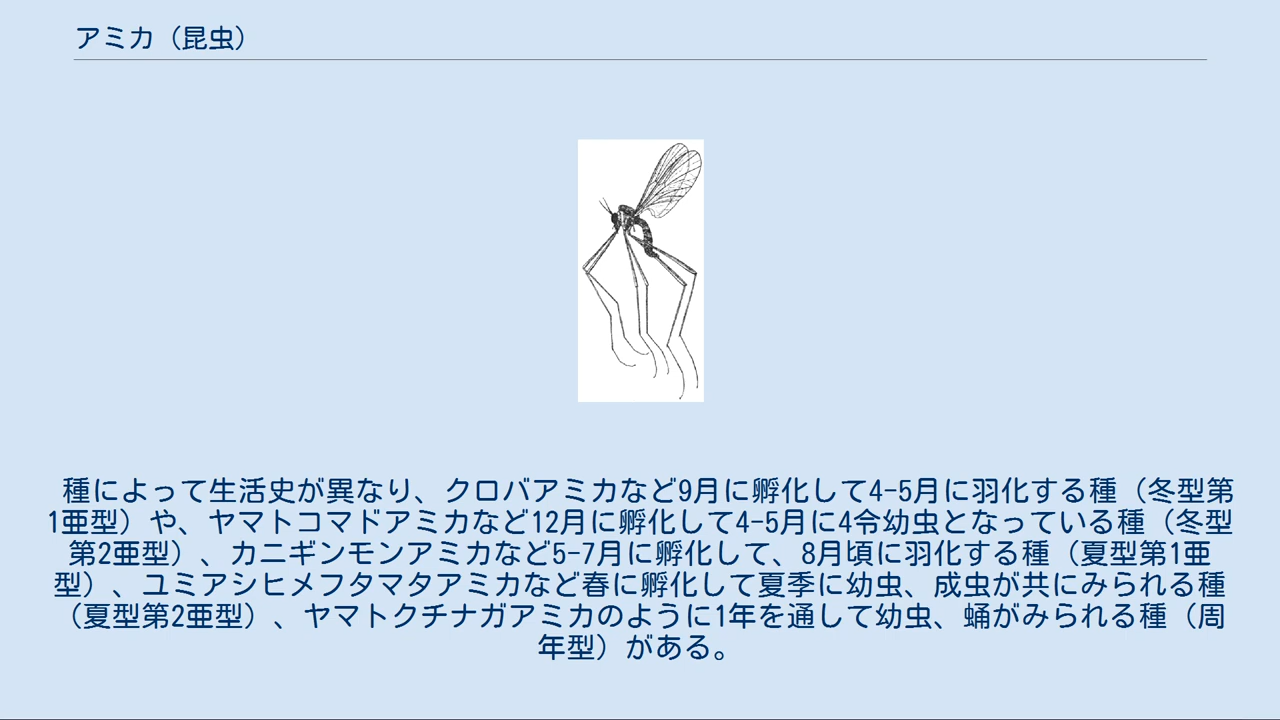 アミカ（昆虫）
種によって生活史が異なり、クロバアミカなど9月に孵化して4-5月に羽化する種（冬型第
1亜型）や、ヤマトコマドアミカなど12月に孵化して4-5月に4令幼虫となっている種（冬型
第2亜型）、カニギンモンアミカなど5-7月に孵化して、8月頃に羽化する種（夏型第1亜
型）、ユミアシヒメフタマタアミカなど春に孵化して夏季に幼虫、成虫が共にみられる種
（夏型第2亜型）、ヤマトクチナガアミカのように1年を通して幼虫、蛹がみられる種（周
年型）がある。